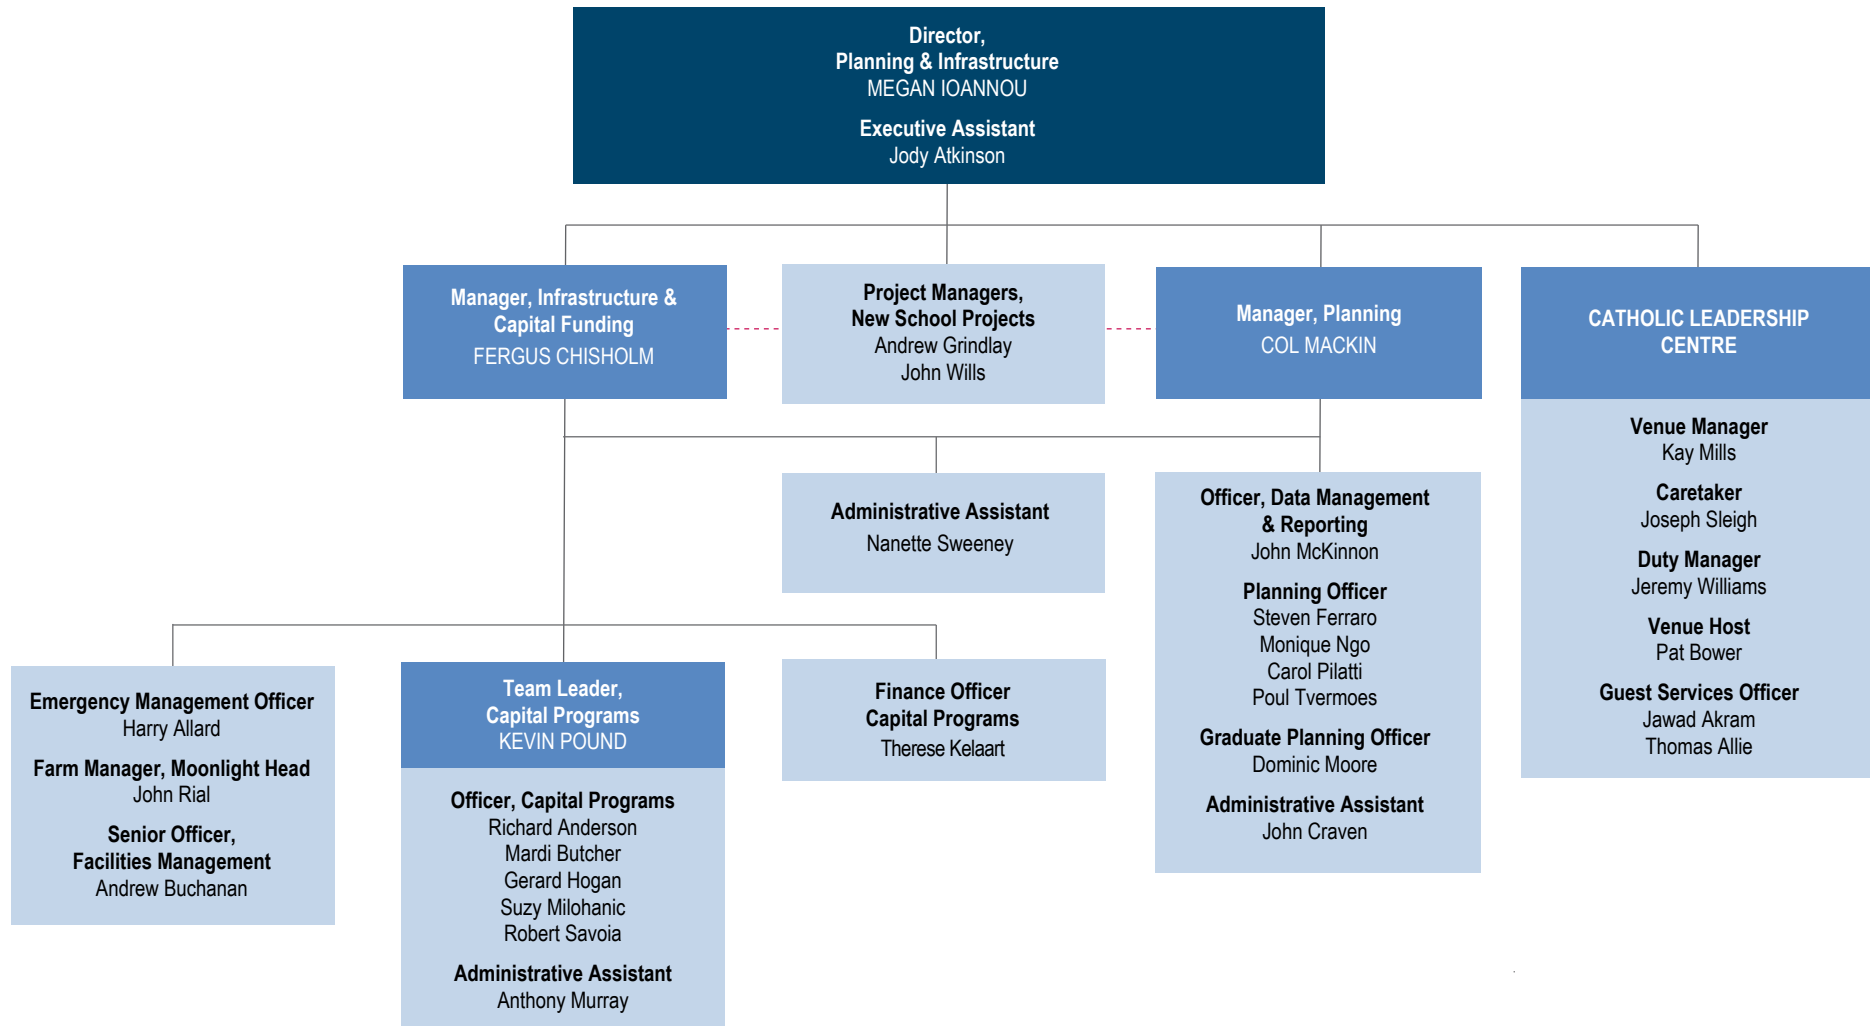 Director,
Planning & Infrastructure
MEGAN IOANNOU
Executive Assistant
Jody Atkinson
Manager, Infrastructure &
Capital Funding
FERGUS CHISHOLM
Project Managers,
New School Projects
Andrew Grindlay
John Wills
Manager, Planning
COL MACKIN
CATHOLIC LEADERSHIP
CENTRE
Venue Manager
Kay Mills
Caretaker
Joseph Sleigh
Duty Manager
Jeremy Williams
Venue Host
Pat Bower
Guest Services Officer
Jawad Akram
Thomas Allie
Administrative Assistant
Nanette Sweeney
Officer, Data Management
& Reporting
John McKinnon
Planning Officer
Steven Ferraro
Monique Ngo
Carol Pilatti
Poul Tvermoes
Graduate Planning Officer
Dominic Moore
Administrative Assistant
John Craven
Emergency Management Officer
Harry Allard
Farm Manager, Moonlight Head
John Rial
Senior Officer,
Facilities Management
Andrew Buchanan
Team Leader,
Capital Programs
KEVIN POUND
Officer, Capital Programs
Richard Anderson
Mardi Butcher
Gerard Hogan
Suzy Milohanic
Robert Savoia
Administrative Assistant
Anthony Murray
Finance Officer
Capital Programs
Therese Kelaart